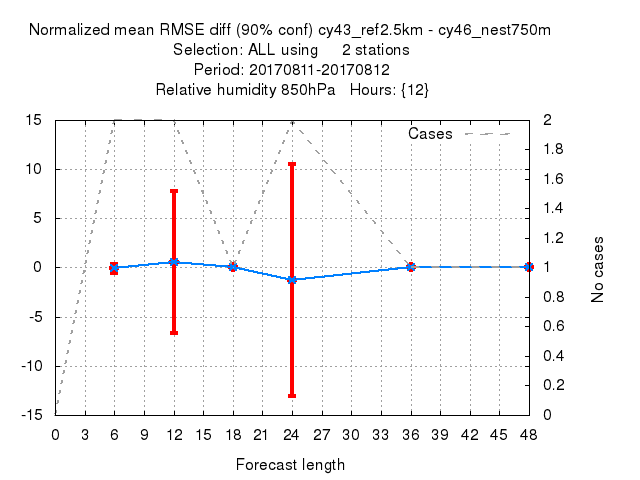 Normalized mean RMSE diff (90% conf) cy43_ref2.5km - cy46_nest750m
Selection: ALL using 2 stations
Period: 20170811-20170812
Relative humidity 850hPa Hours: {12}
Cases
15
10
5
0
-5
-10
-15
2
1.8
1.6
1.4
1.2
1
0.8
0.6
0.4
0.2
0
No cases
0 3 6 9 12 15 18 21 24 27 30 33 36 39 42 45 48
Forecast length